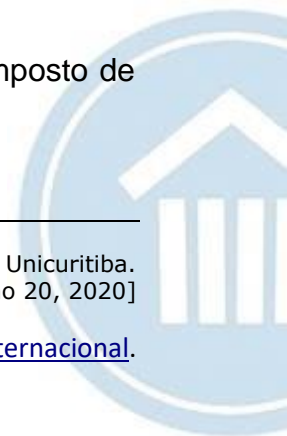 mposto de
Unicuritiba.
o 20, 2020]
ternacional.